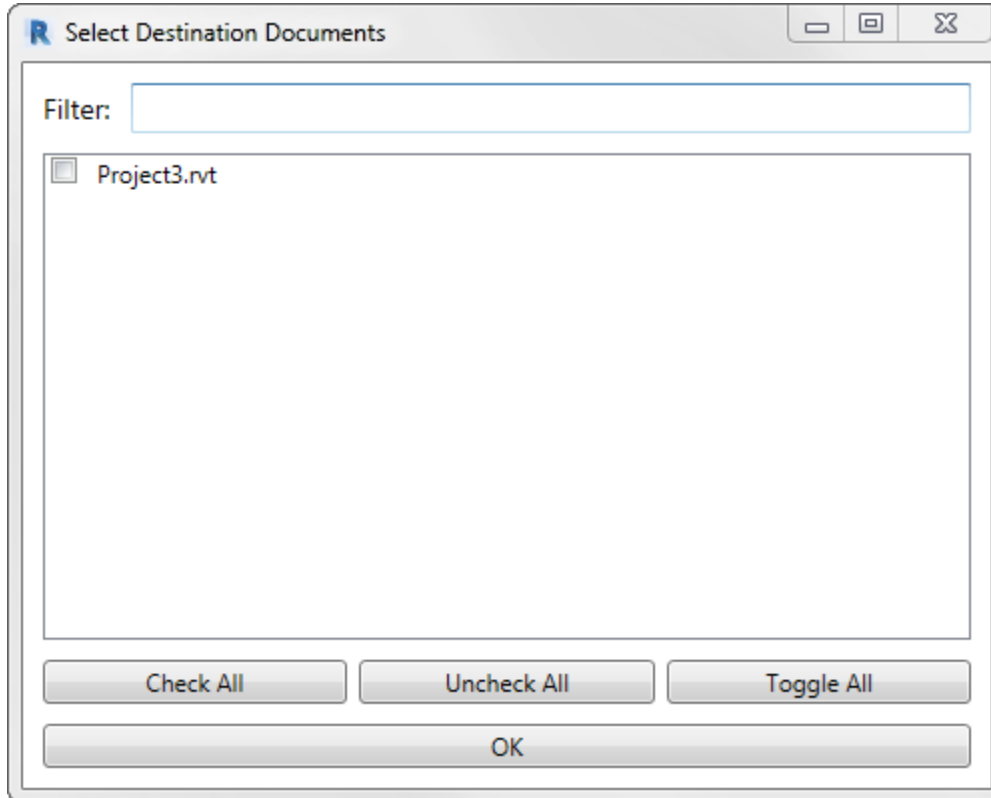 Select Destination Documents
Filter:
Project3.rvt
Check All
Uncheck All
Toggle All
OK